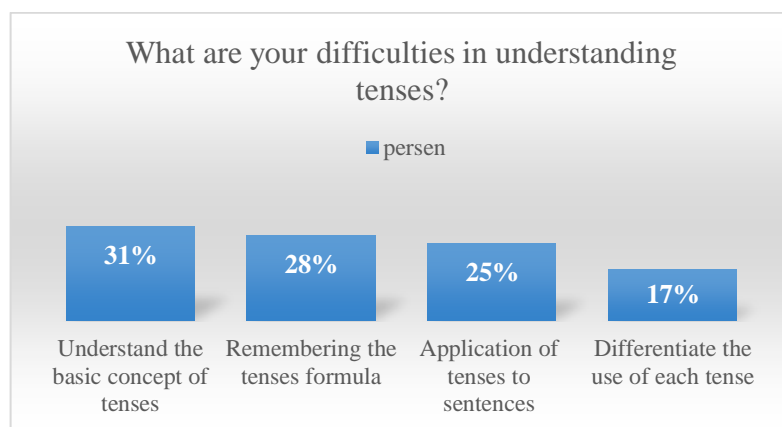 What are your difficulties in understanding
tenses?
persen
31%
28%
25%
17%
Understand the
basic concept of
tenses
Remembering the
tenses formula
Application of
tenses to
sentences
Differentiate the
use of each tense